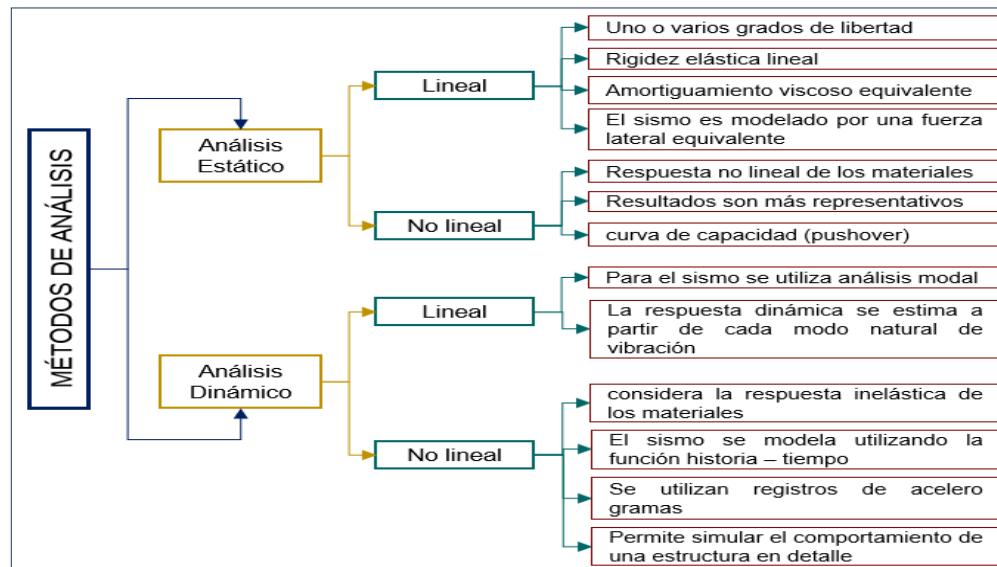 MÉTODOS DE ANÁLISIS
Análisis
Estático
Lineal
Uno o varios grados de libertad
Rigidez elástica lineal
Amortiguamiento viscoso equivalente
El sismo es modelado por una fuerza
lateral equivalente
No lineal
Respuesta no lineal de los materiales
Resultados son más representativos
curva de capacidad (pushover)
Análisis
Dinámico
Lineal
Para el sismo se utiliza análisis modal
La respuesta dinámica se estima a
partir de cada modo natural de
vibración
No lineal
considera la respuesta inelástica de
los materiales
El sismo se modela utilizando la
función historia – tiempo
Se utilizan registros de acelero
gramas
Permite simular el comportamiento de
una estructura en detalle